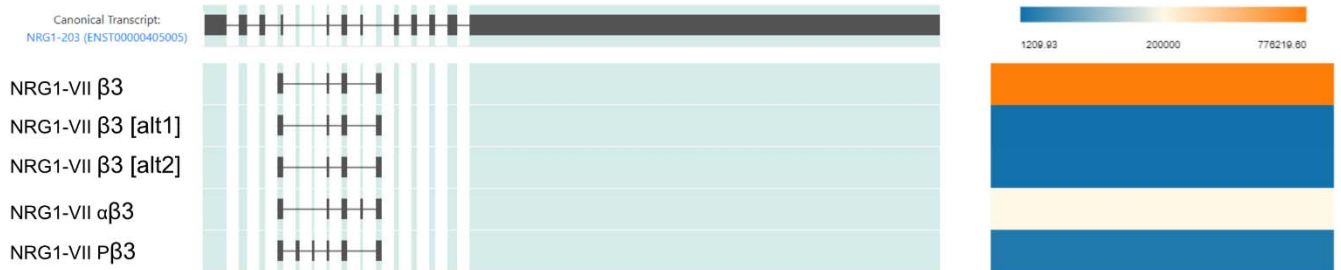 Canonical Transcript:
NRG1-203 (ENST00000405005)
1209.93 200000 776219.60
NRG1-VII β3
NRG1-VII β3 [alt1]
NRG1-VII β3 [alt2]
NRG1-VII αβ3
NRG1-VII Pβ3